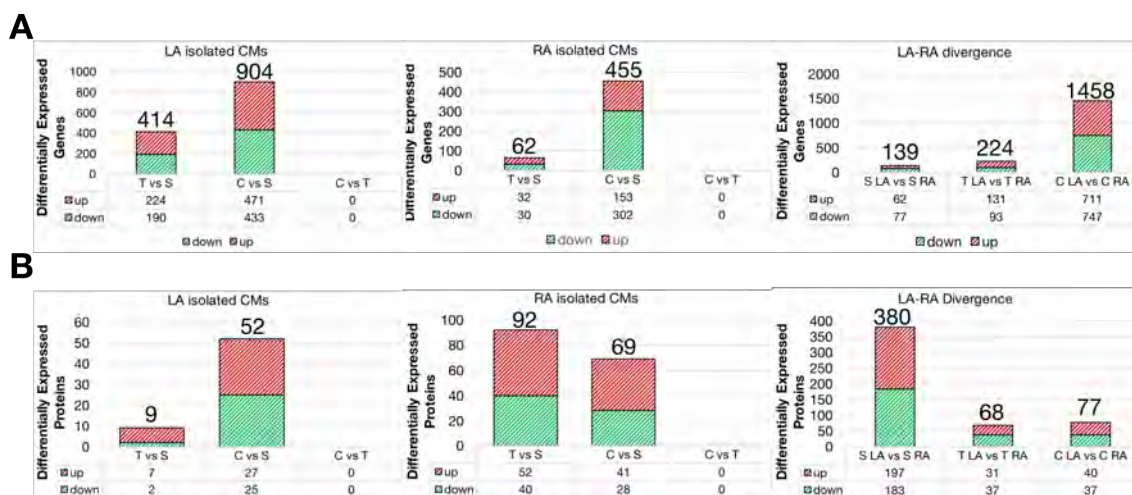 A
LA isolated CMs
Differentially Expressed
Genes
1000
800
600
400
200
0
414
904
T vs S
C vs S
C vs T
up
224
471
0
down
190
433
0
down
up
RA isolated CMs
Differentially Expressed
Genes
500
400
300
200
100
0
62
455
T vs S
C vs S
C vs T
up
32
153
0
down
30
302
0
down
up
LA-RA divergence
Differentially Expressed
Genes
2000
1500
1000
500
0
139
224
1458
S LA vs S RA
T LA vs T RA
C LA vs C RA
up
62
131
711
down
77
93
747
down
up
B
LA isolated CMs
Differentially Expressed
Proteins
60
50
40
30
20
10
0
9
52
T vs S
C vs S
C vs T
up
7
27
0
down
2
25
0
RA isolated CMs
Differentially Expressed
Proteins
100
80
60
40
20
0
92
69
T vs S
C vs S
C vs T
up
52
41
0
down
40
28
0
LA-RA Divergence
Differentially Expressed
Proteins
400
350
300
250
200
150
100
50
0
380
68
77
S LA vs S RA
T LA vs T RA
C LA vs C RA
up
197
31
40
down
183
37
37